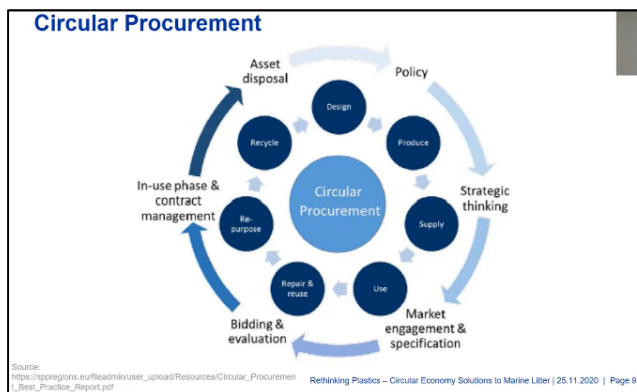 Circular Procurement
Asset
disposal
Policy
Strategic
thinking
Market
engagement &
specification
Bidding &
evaluation
In-use phase &
contract
management
Design
Produce
Supply
Use
Repair &
reuse
Re-
purpose
Recycle
Circular
Procurement
Source:
https://sppregions.eu/fileadmin/user_upload/Resources/Circular_Procuremen
t_Best_Practice_Report.pdf
Rethinking Plastics – Circular Economy Solutions to Marine Litter | 25.11.2020 | Page 9